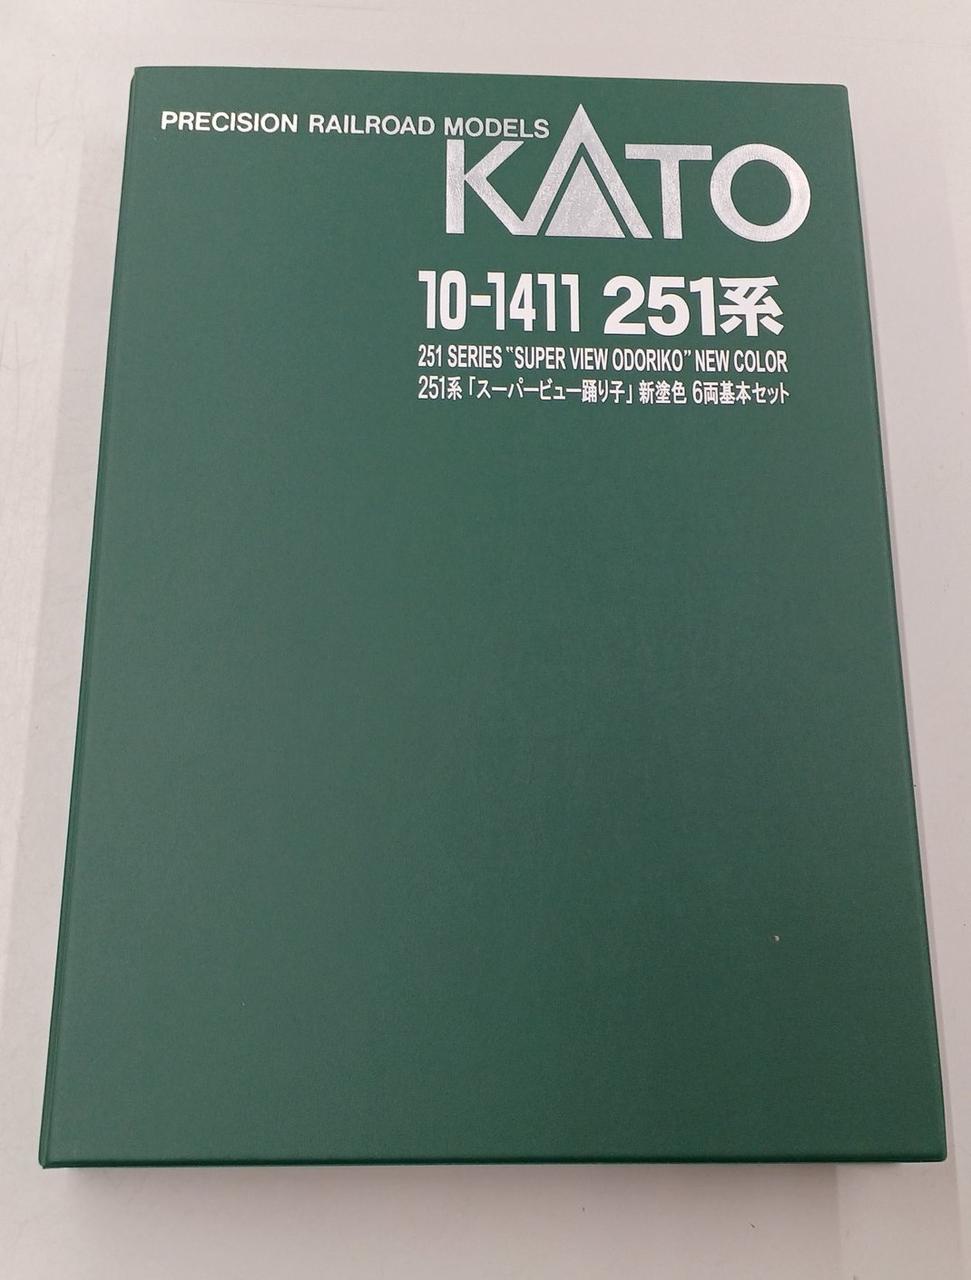 PRECISION RAILROAD MODELS
KATO
10-1411 251系
251 SERIES "SUPER VIEW ODORIKO" NEW COLOR
251系「スーパービュー踊り子」新塗色 6両基本セット